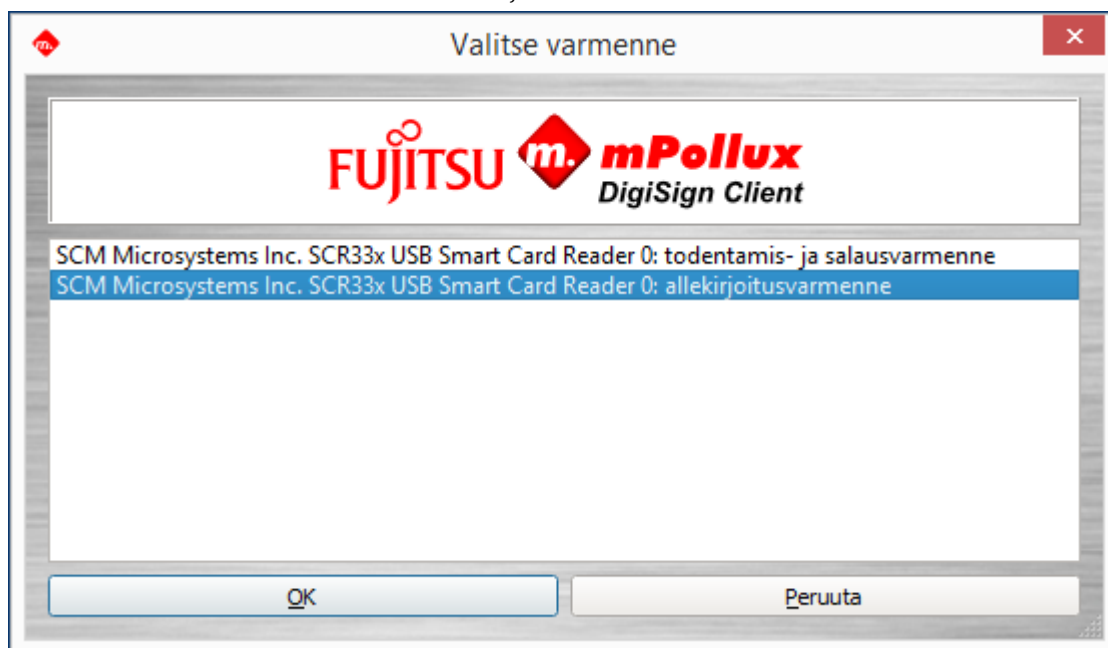 m.
Valitse varmenne
FUJITSU m. mPollux
DigiSign Client
SCM Microsystems Inc. SCR33x USB Smart Card Reader 0: todentamis- ja salausvarmenne
SCM Microsystems Inc. SCR33x USB Smart Card Reader 0: allekirjoitusvarmenne
OK
Peruuta